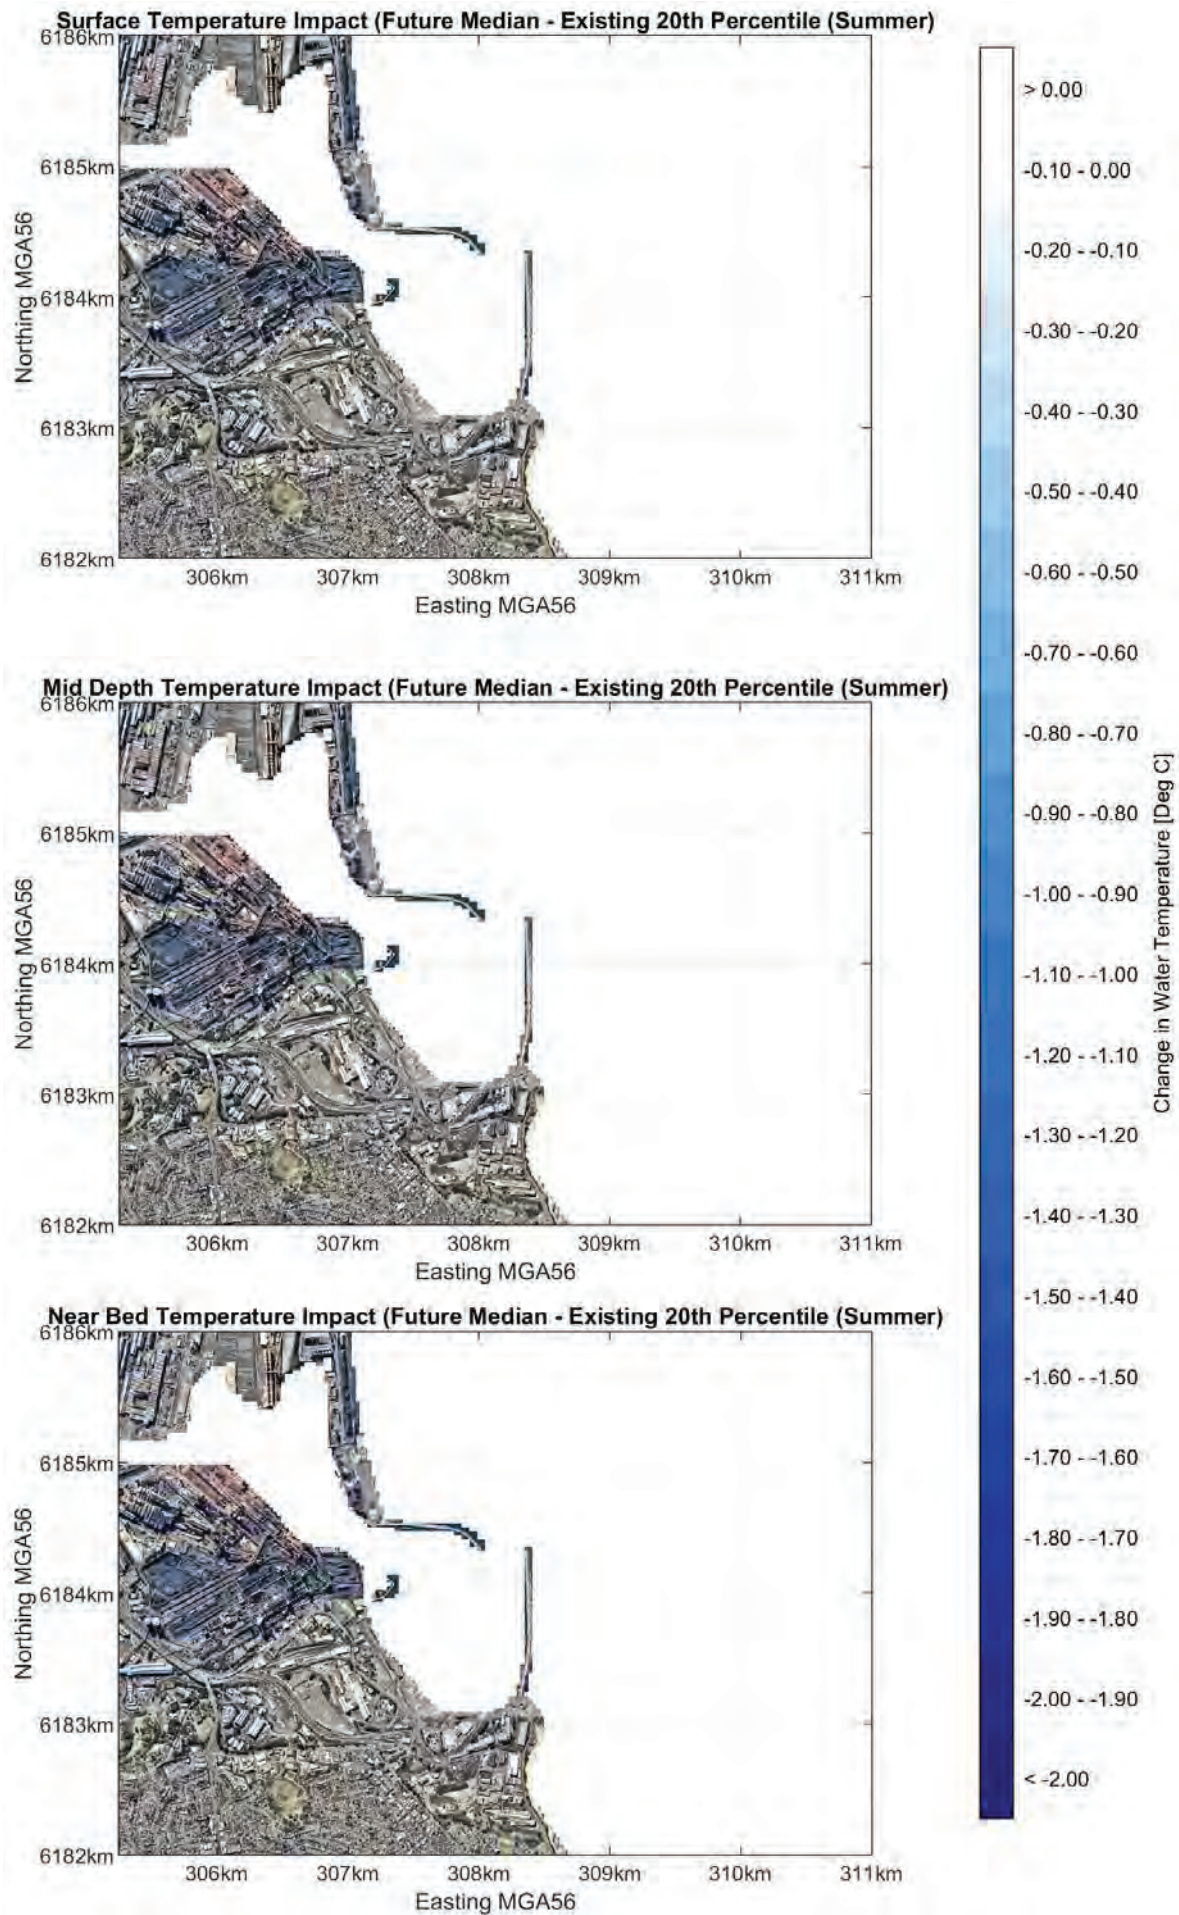 Surface Temperature Impact (Future Median - Existing 20th Percentile (Summer)
6186km
6185km
6184km
6183km
6182km
Northing MGA56
306km 307km 308km 309km 310km 311km
Easting MGA56
Mid Depth Temperature Impact (Future Median - Existing 20th Percentile (Summer)
6186km
6185km
6184km
6183km
6182km
Northing MGA56
306km 307km 308km 309km 310km 311km
Easting MGA56
Near Bed Temperature Impact (Future Median - Existing 20th Percentile (Summer)
6186km
6185km
6184km
6183km
6182km
Northing MGA56
306km 307km 308km 309km 310km 311km
Easting MGA56
> 0.00
-0.10 - 0.00
-0.20 - -0.10
-0.30 - -0.20
-0.40 - -0.30
-0.50 - -0.40
-0.60 - -0.50
-0.70 - -0.60
-0.80 - -0.70
-0.90 - -0.80
-1.00 - -0.90
-1.10 - -1.00
-1.20 - -1.10
-1.30 - -1.20
-1.40 - -1.30
-1.50 - -1.40
-1.60 - -1.50
-1.70 - -1.60
-1.80 - -1.70
-1.90 - -1.80
-2.00 - -1.90
< -2.00
Change in Water Temperature [Deg C]